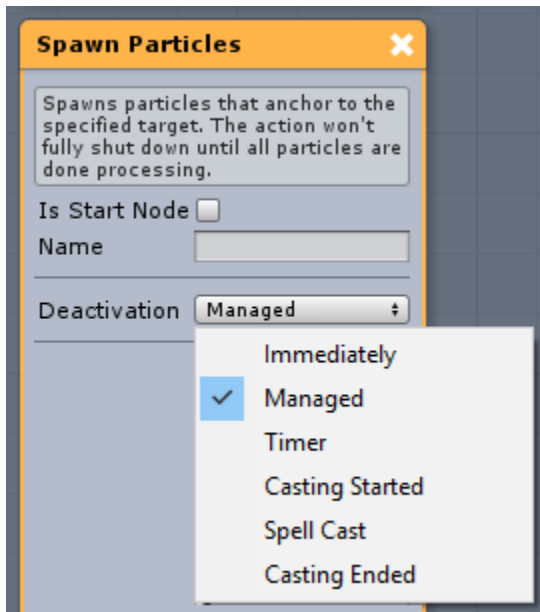 Spawn Particles
Spawns particles that anchor to the
specified target. The action won't
fully shut down until all particles are
done processing.
Is Start Node
Name
Deactivation Managed
Immediately
Managed
Timer
Casting Started
Spell Cast
Casting Ended